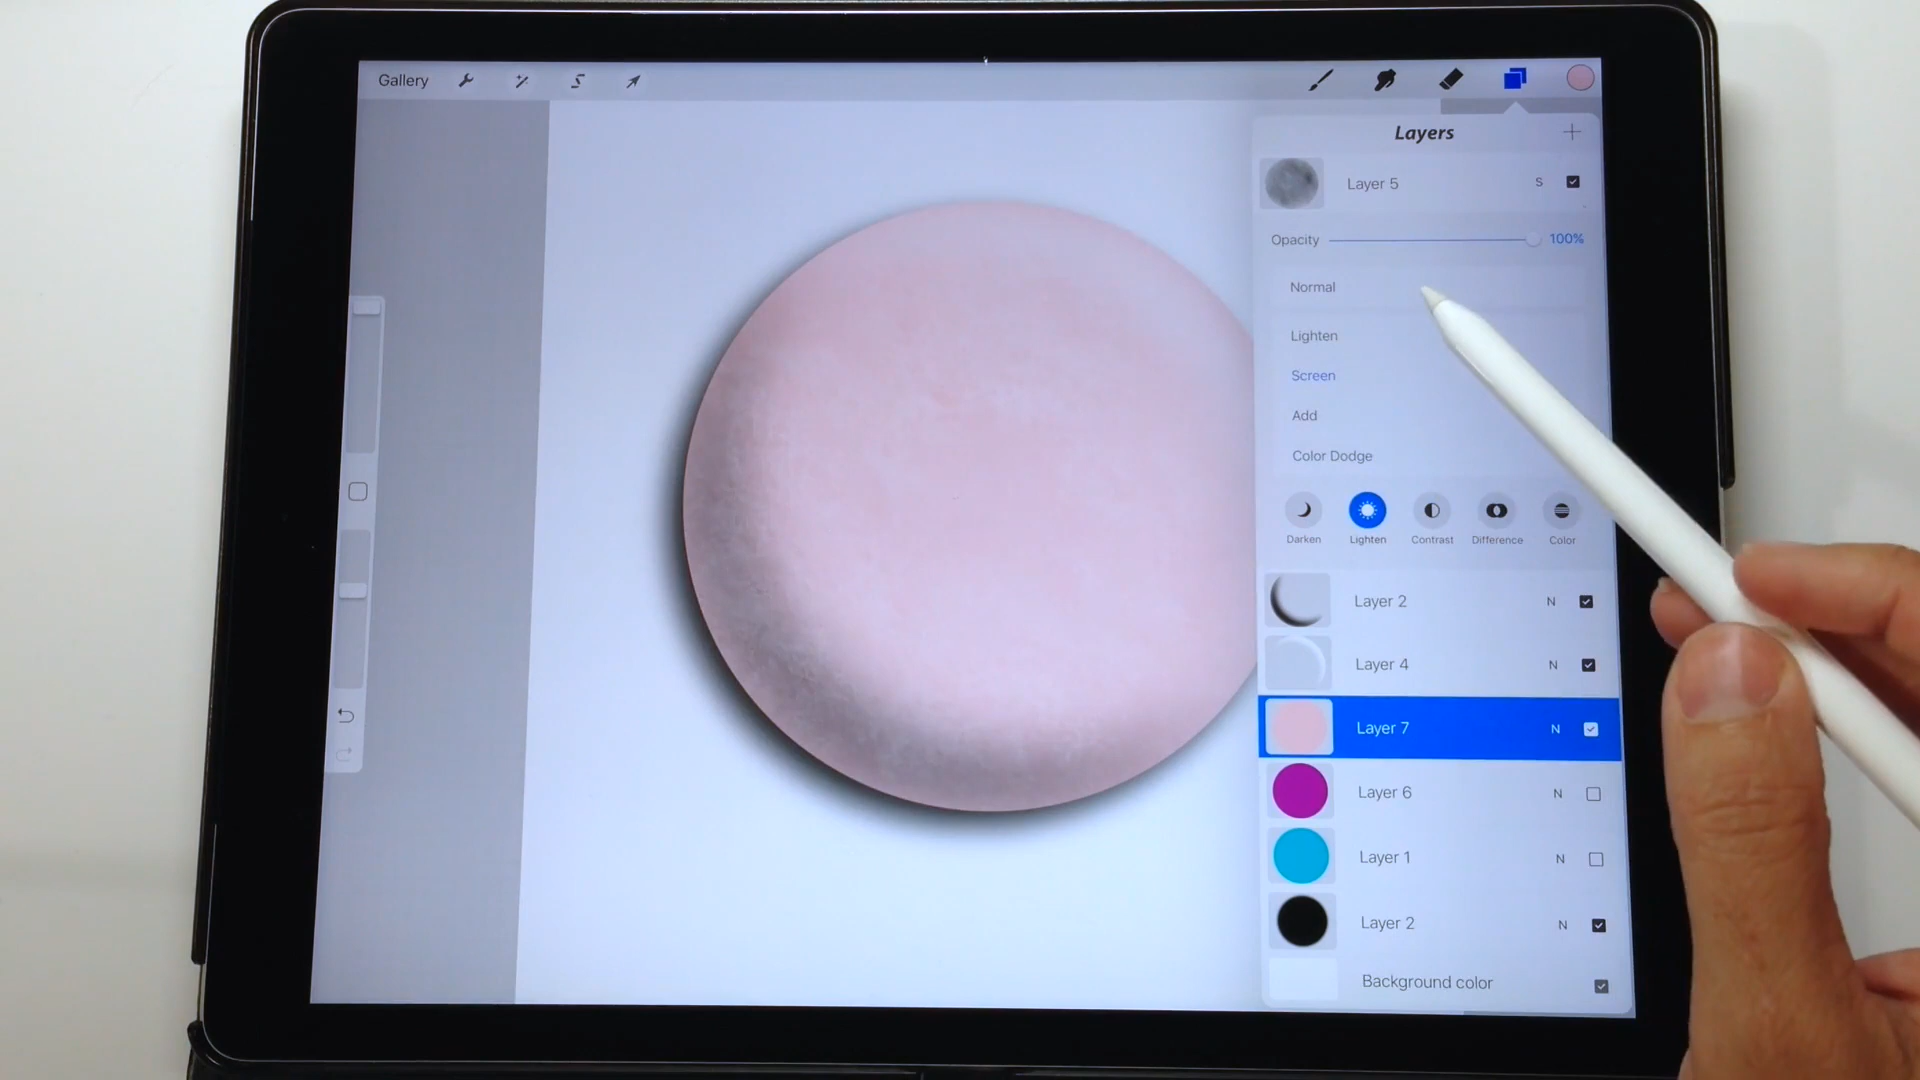 Gallery
Layers
Layer 5 S
Opacity 100%
Normal
Lighten
Screen
Add
Color Dodge
Darken Lighten Contrast Difference Color
Layer 2 N
Layer 4 N
Layer 7 N
Layer 6 N
Layer 1 N
Layer 2 N
Background color